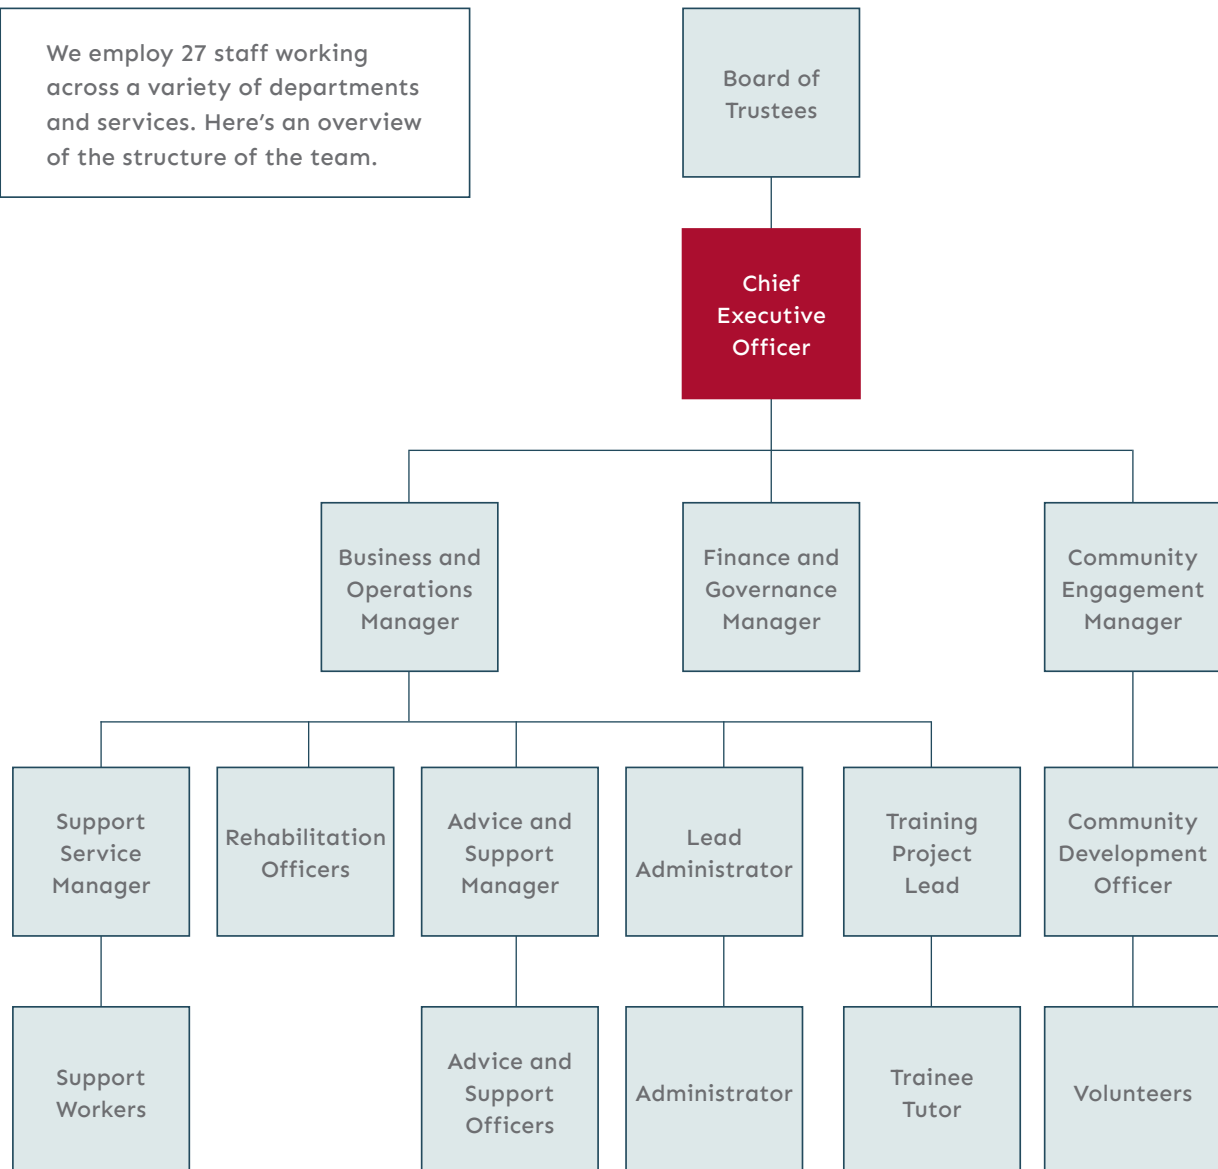 We employ 27 staff working
across a variety of departments
and services. Here’s an overview
of the structure of the team.
Board of
Trustees
Chief
Executive
Officer
Business and
Operations
Manager
Finance and
Governance
Manager
Community
Engagement
Manager
Support
Service
Manager
Rehabilitation
Officers
Advice and
Support
Manager
Lead
Administrator
Training
Project
Lead
Community
Development
Officer
Support
Workers
Advice and
Support
Officers
Administrator
Trainee
Tutor
Volunteers